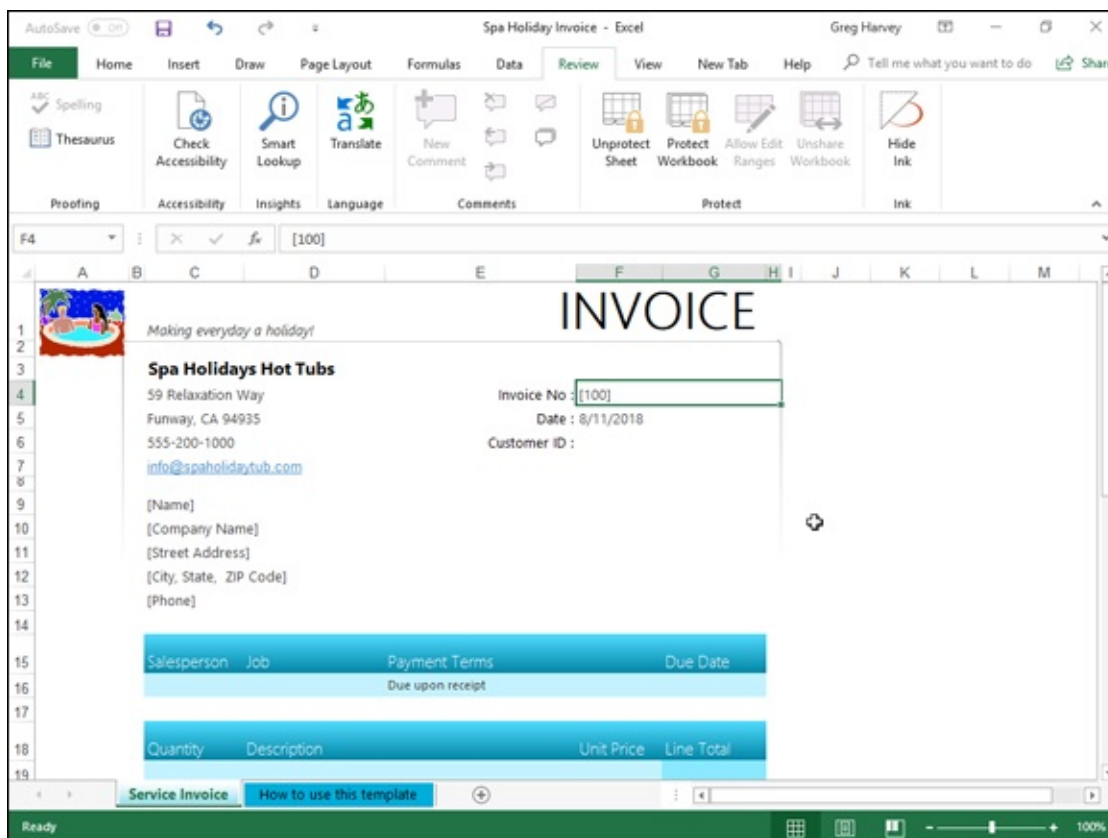 AutoSave Off Spa Holiday Invoice - Excel Greg Harvey
File Home Insert Draw Page Layout Formulas Data Review View New Tab Help Tell me what you want to do Shar
ABC Spelling
Thesaurus
Check Accessibility
Smart Lookup
Translate
New Comment
Unprotect Sheet
Protect Workbook
Allow Edit Ranges
Unshare Workbook
Hide Ink
Proofing Accessibility Insights Language Comments Protect Ink
F4 fx [100]
A B C D E F G H I J K L M
1 Making everyday a holiday! INVOICE
2
3 Spa Holidays Hot Tubs
4 59 Relaxation Way Invoice No : [100]
5 Funway, CA 94935 Date : 8/11/2018
6 555-200-1000 Customer ID :
7 info@spaholidaytub.com
8
9 [Name]
10 [Company Name]
11 [Street Address]
12 [City, State,  ZIP Code]
13 [Phone]
14
15 Salesperson Job Payment Terms Due Date
16 Due upon receipt
17
18 Quantity Description Unit Price Line Total
19
Service Invoice How to use this template
Ready 100%